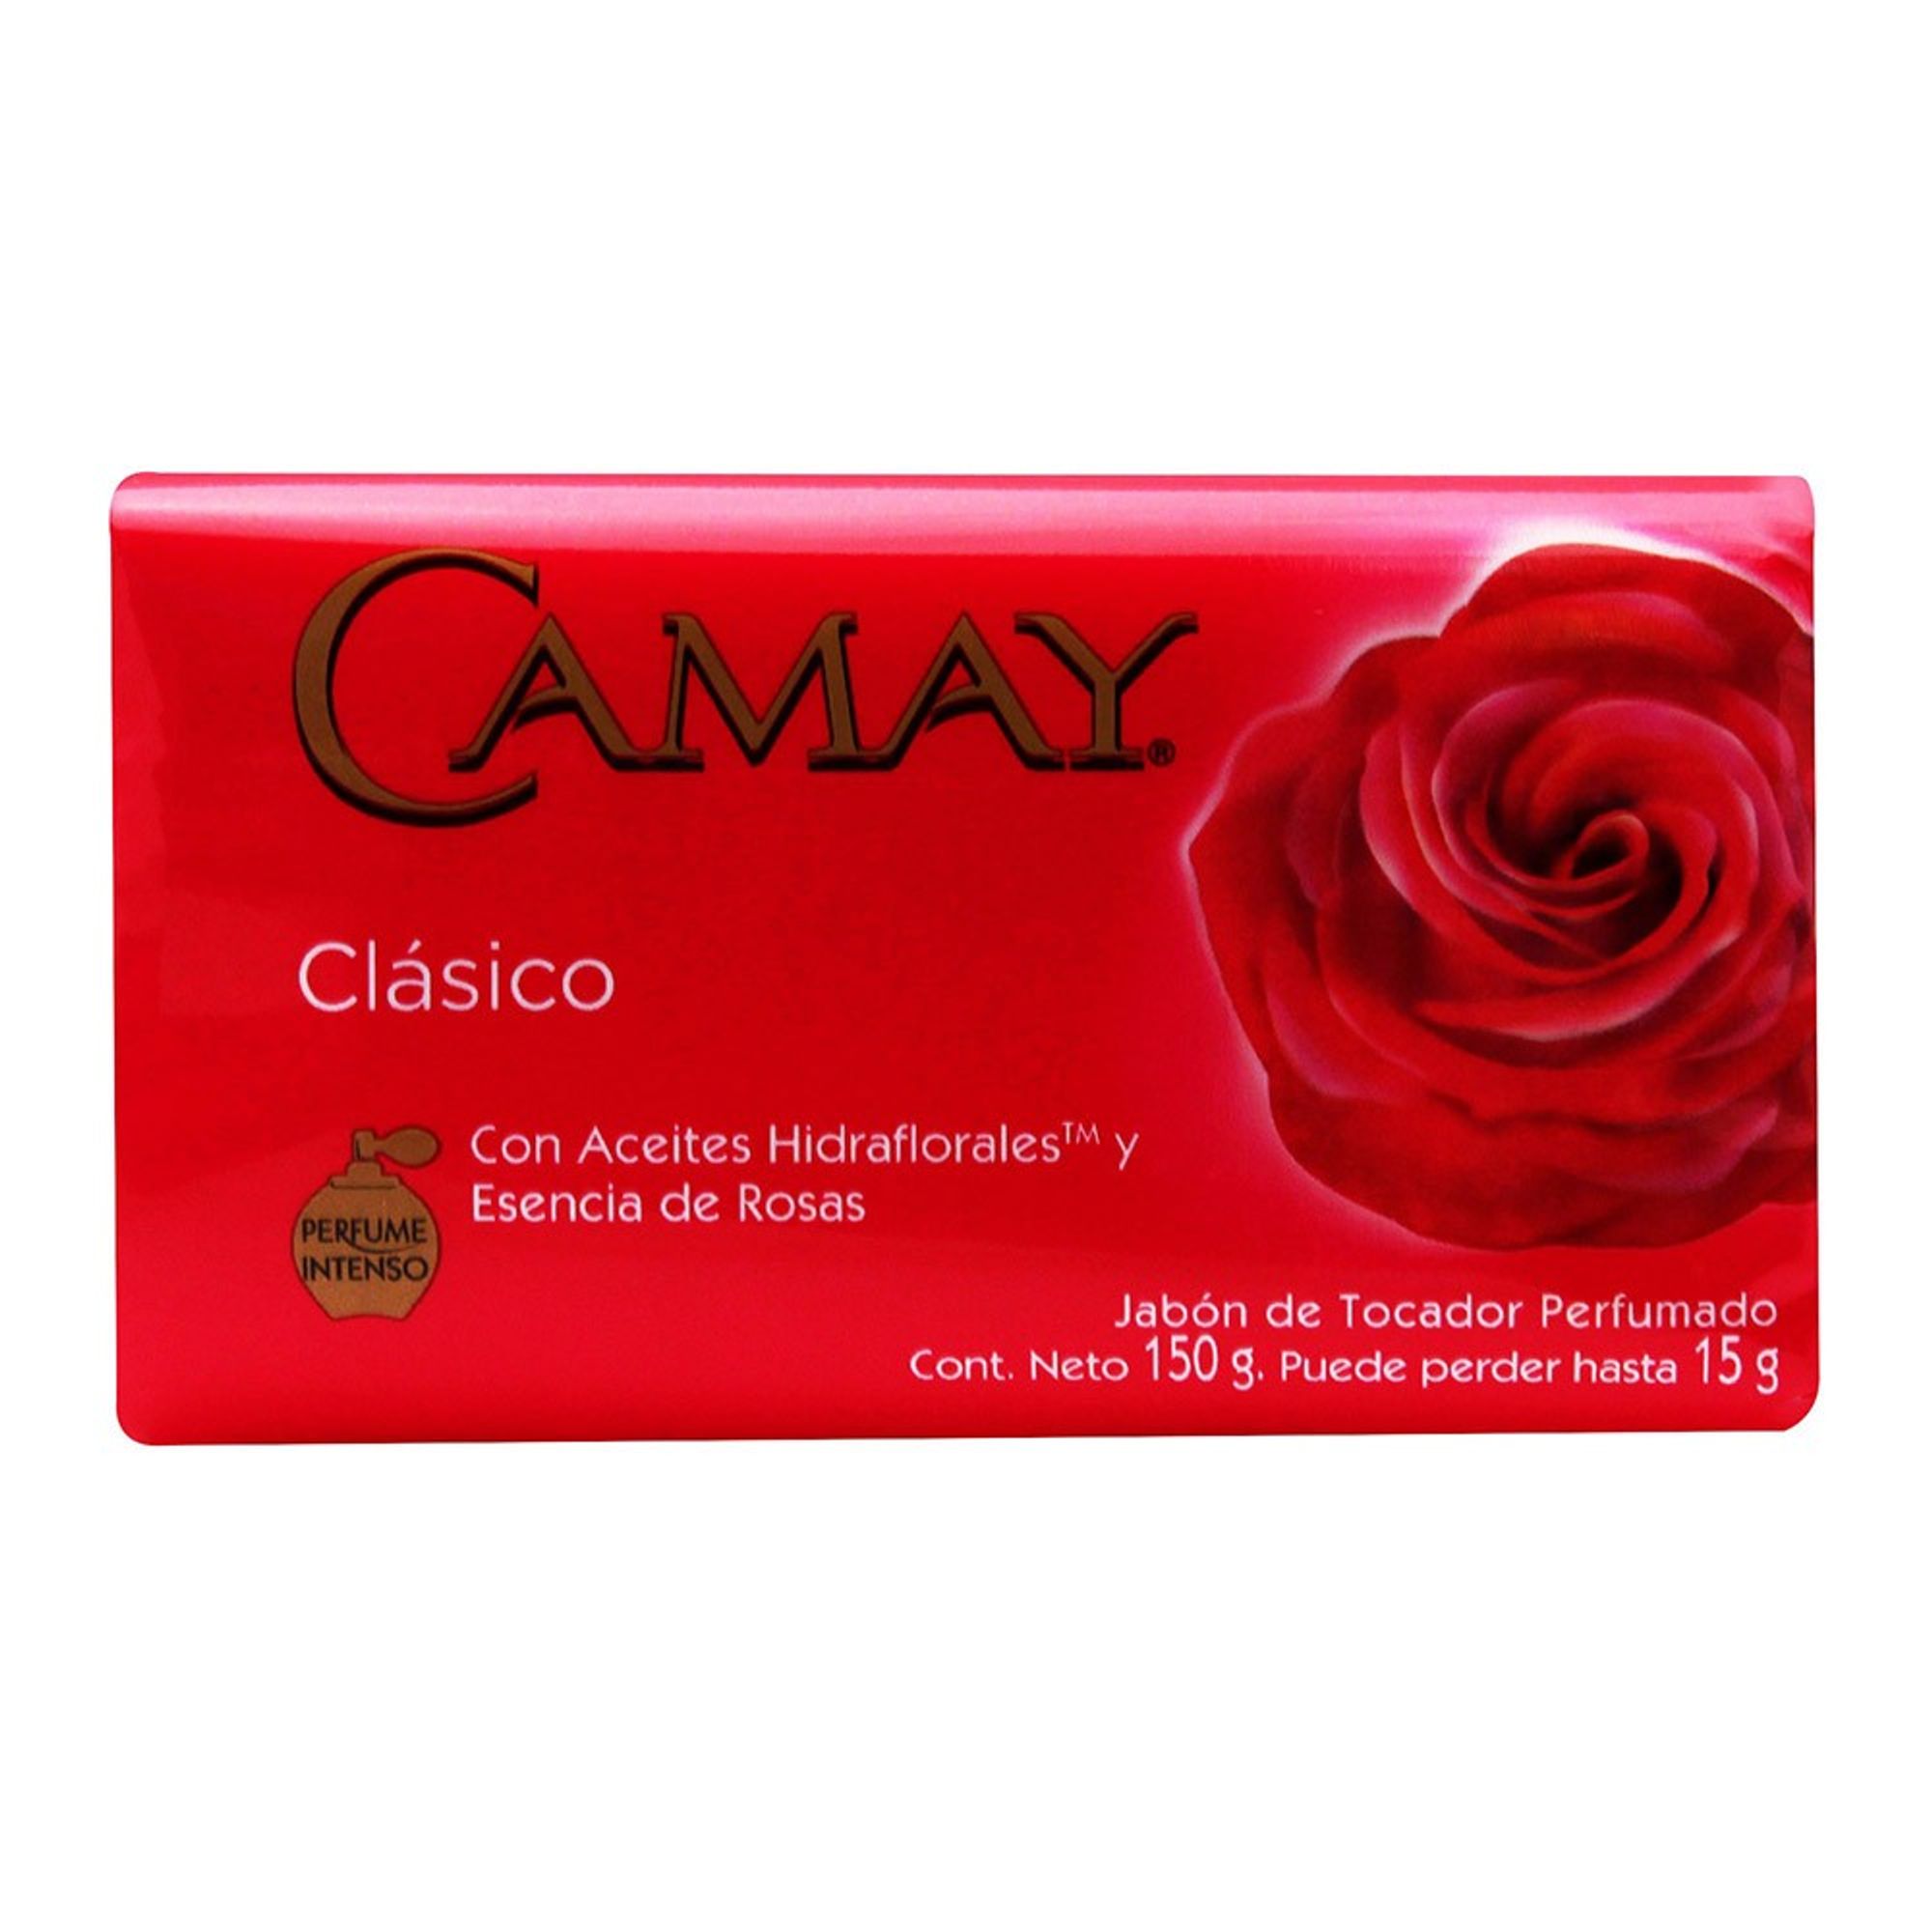 CAMAY®
Clásico
Con Aceites Hidraflorales™ y
Esencia de Rosas
PERFUME
INTENSO
Jabón de Tocador Perfumado
Cont. Neto 150 g. Puede perder hasta 15 g